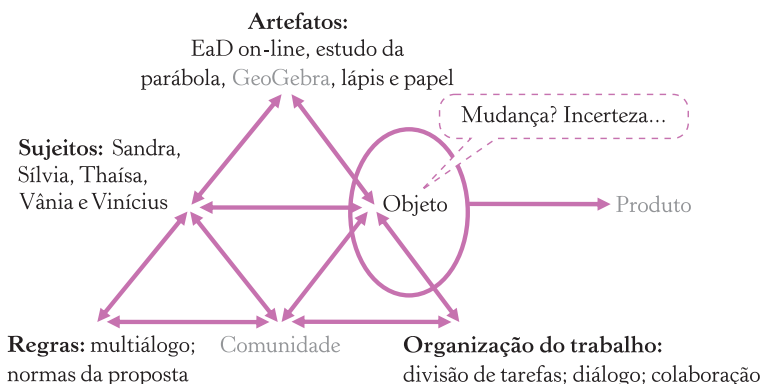 Artefatos:
EaD on-line, estudo da
parábola, GeoGebra, lápis e papel
Mudança? Incerteza...
Sujeitos: Sandra,
Sílvia, Thaísa,
Vânia e Vinícius
Objeto
Produto
Regras: multiálogo;
normas da proposta
Comunidade
Organização do trabalho:
divisão de tarefas; diálogo; colaboração